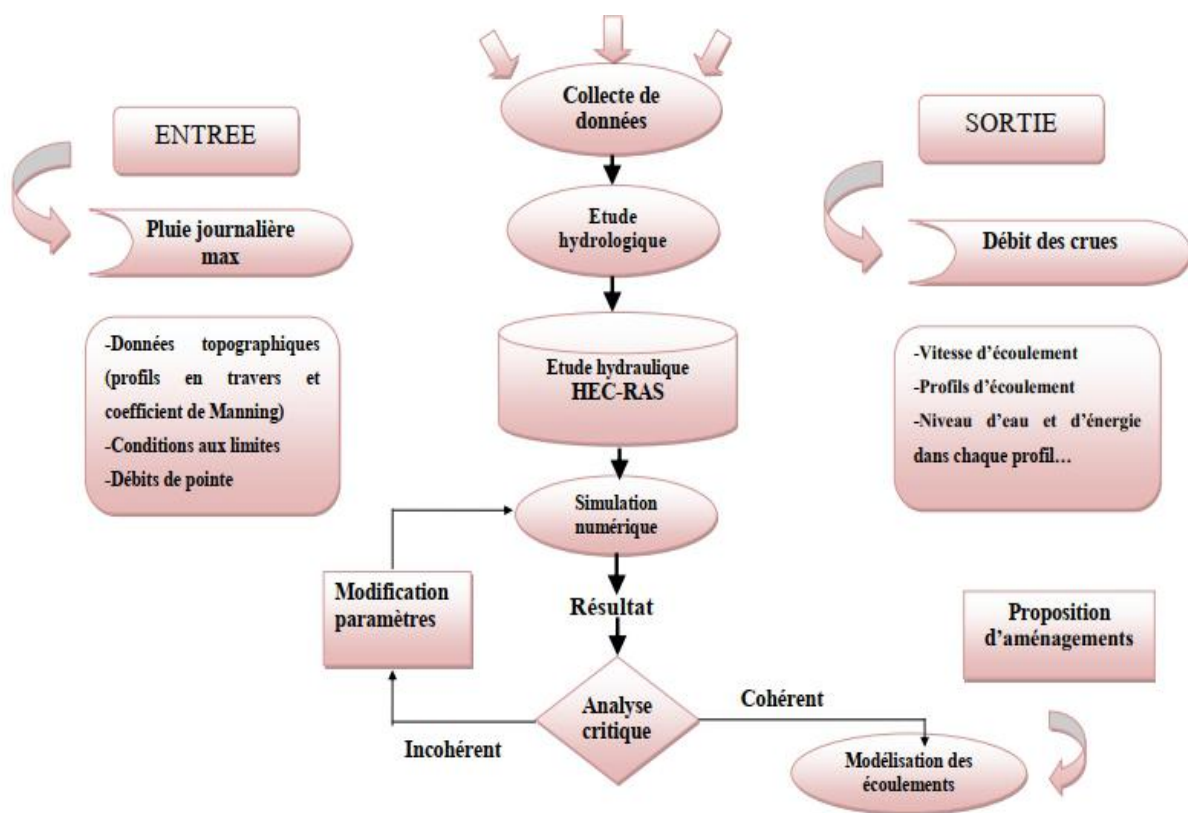 Collecte de
données
ENTREE
SORTIE
Pluie journalière
max
Etude
hydrologique
Débit des crues
-Données topographiques
(profils en travers et
coefficient de Manning)
-Conditions aux limites
-Débits de pointe
Etude hydraulique
HEC-RAS
-Vitesse d’écoulement
-Profils d’écoulement
-Niveau d’eau et d’énergie
dans chaque profil…
Simulation
numérique
Modification
paramètres
Résultat
Proposition
d’aménagements
Analyse
critique
Cohérent
Incohérent
Modélisation des
écoulements